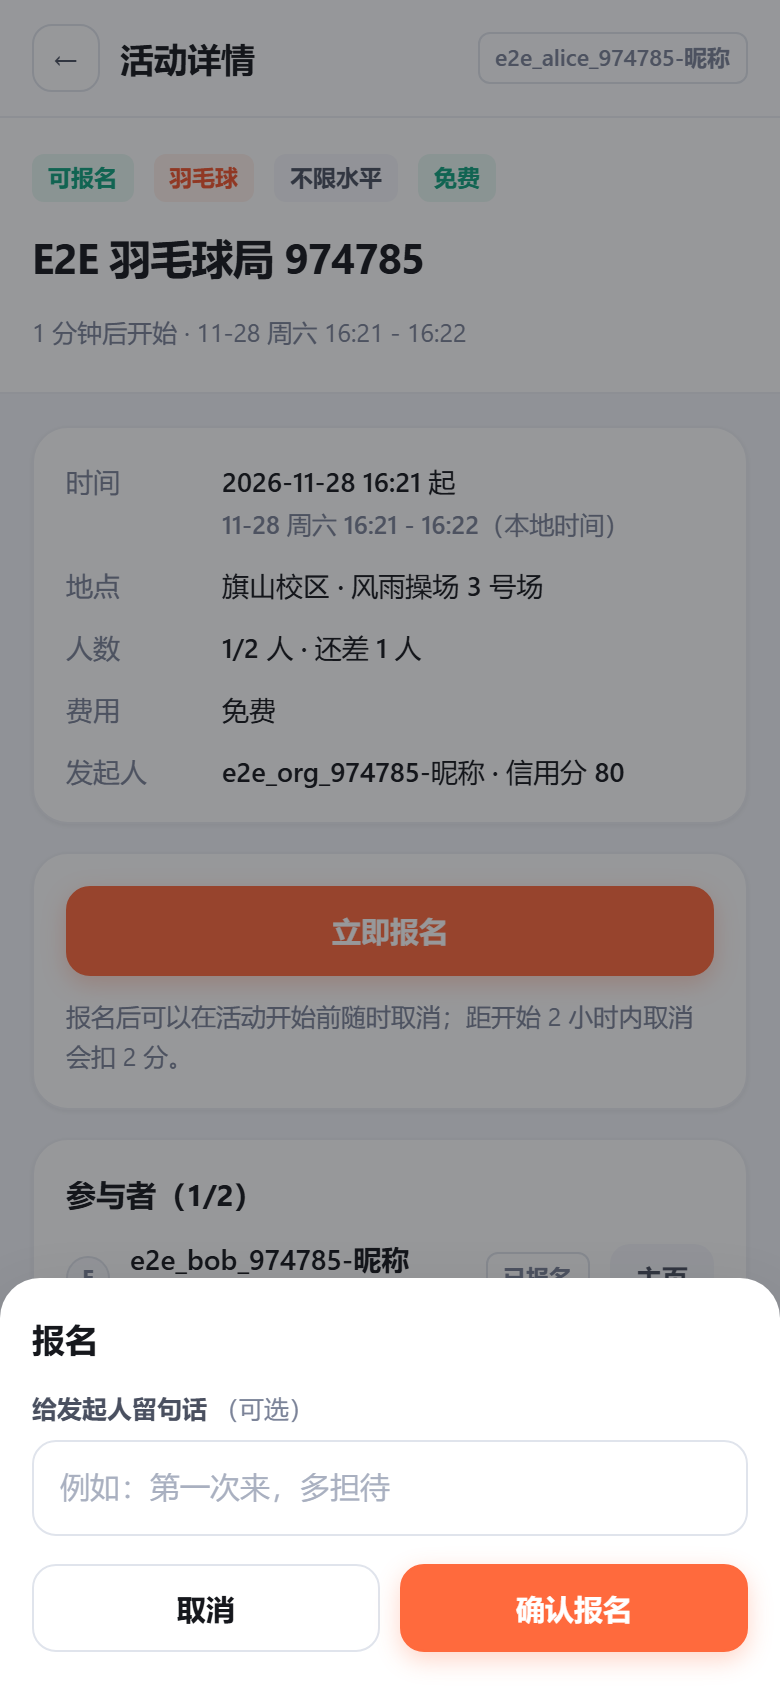 ←
活动详情
e2e_alice_974785-昵称
可报名
羽毛球
不限水平
免费
E2E 羽毛球局 974785
1 分钟后开始 · 11-28 周六 16:21 - 16:22
时间
2026-11-28 16:21 起
11-28 周六 16:21 - 16:22（本地时间）
地点
旗山校区 · 风雨操场 3 号场
人数
1/2 人 · 还差 1 人
费用
免费
发起人
e2e_org_974785-昵称 · 信用分 80
立即报名
报名后可以在活动开始前随时取消；距开始 2 小时内取消
会扣 2 分。
参与者（1/2）
e2e_bob_974785-昵称
已报名
主页
报名
给发起人留句话 （可选）
例如：第一次来，多担待
取消
确认报名